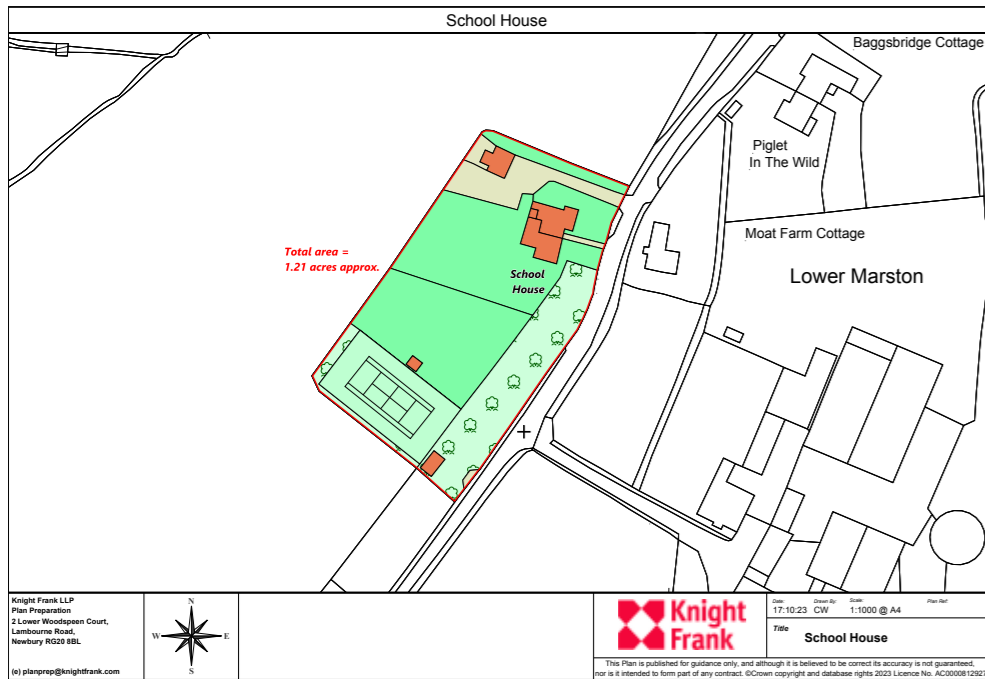 School House
Baggsbridge Cottage
Piglet
In The Wild
Moat Farm Cottage
Lower Marston
Total area =
1.21 acres approx.
School
House
Knight Frank LLP
Plan Preparation
2 Lower Woodspeen Court,
Lambourne Road,
Newbury RG20 8BL
(e) planprep@knightfrank.com
N
W E
S
Knight
Frank
Date: Drawn By: Scale: Plan Ref:
17:10:23 CW 1:1000 @ A4
Title
School House
This Plan is published for guidance only, and although it is believed to be correct its accuracy is not guaranteed,
nor is it intended to form part of any contract. ©Crown copyright and database rights 2023 Licence No. AC0000812927